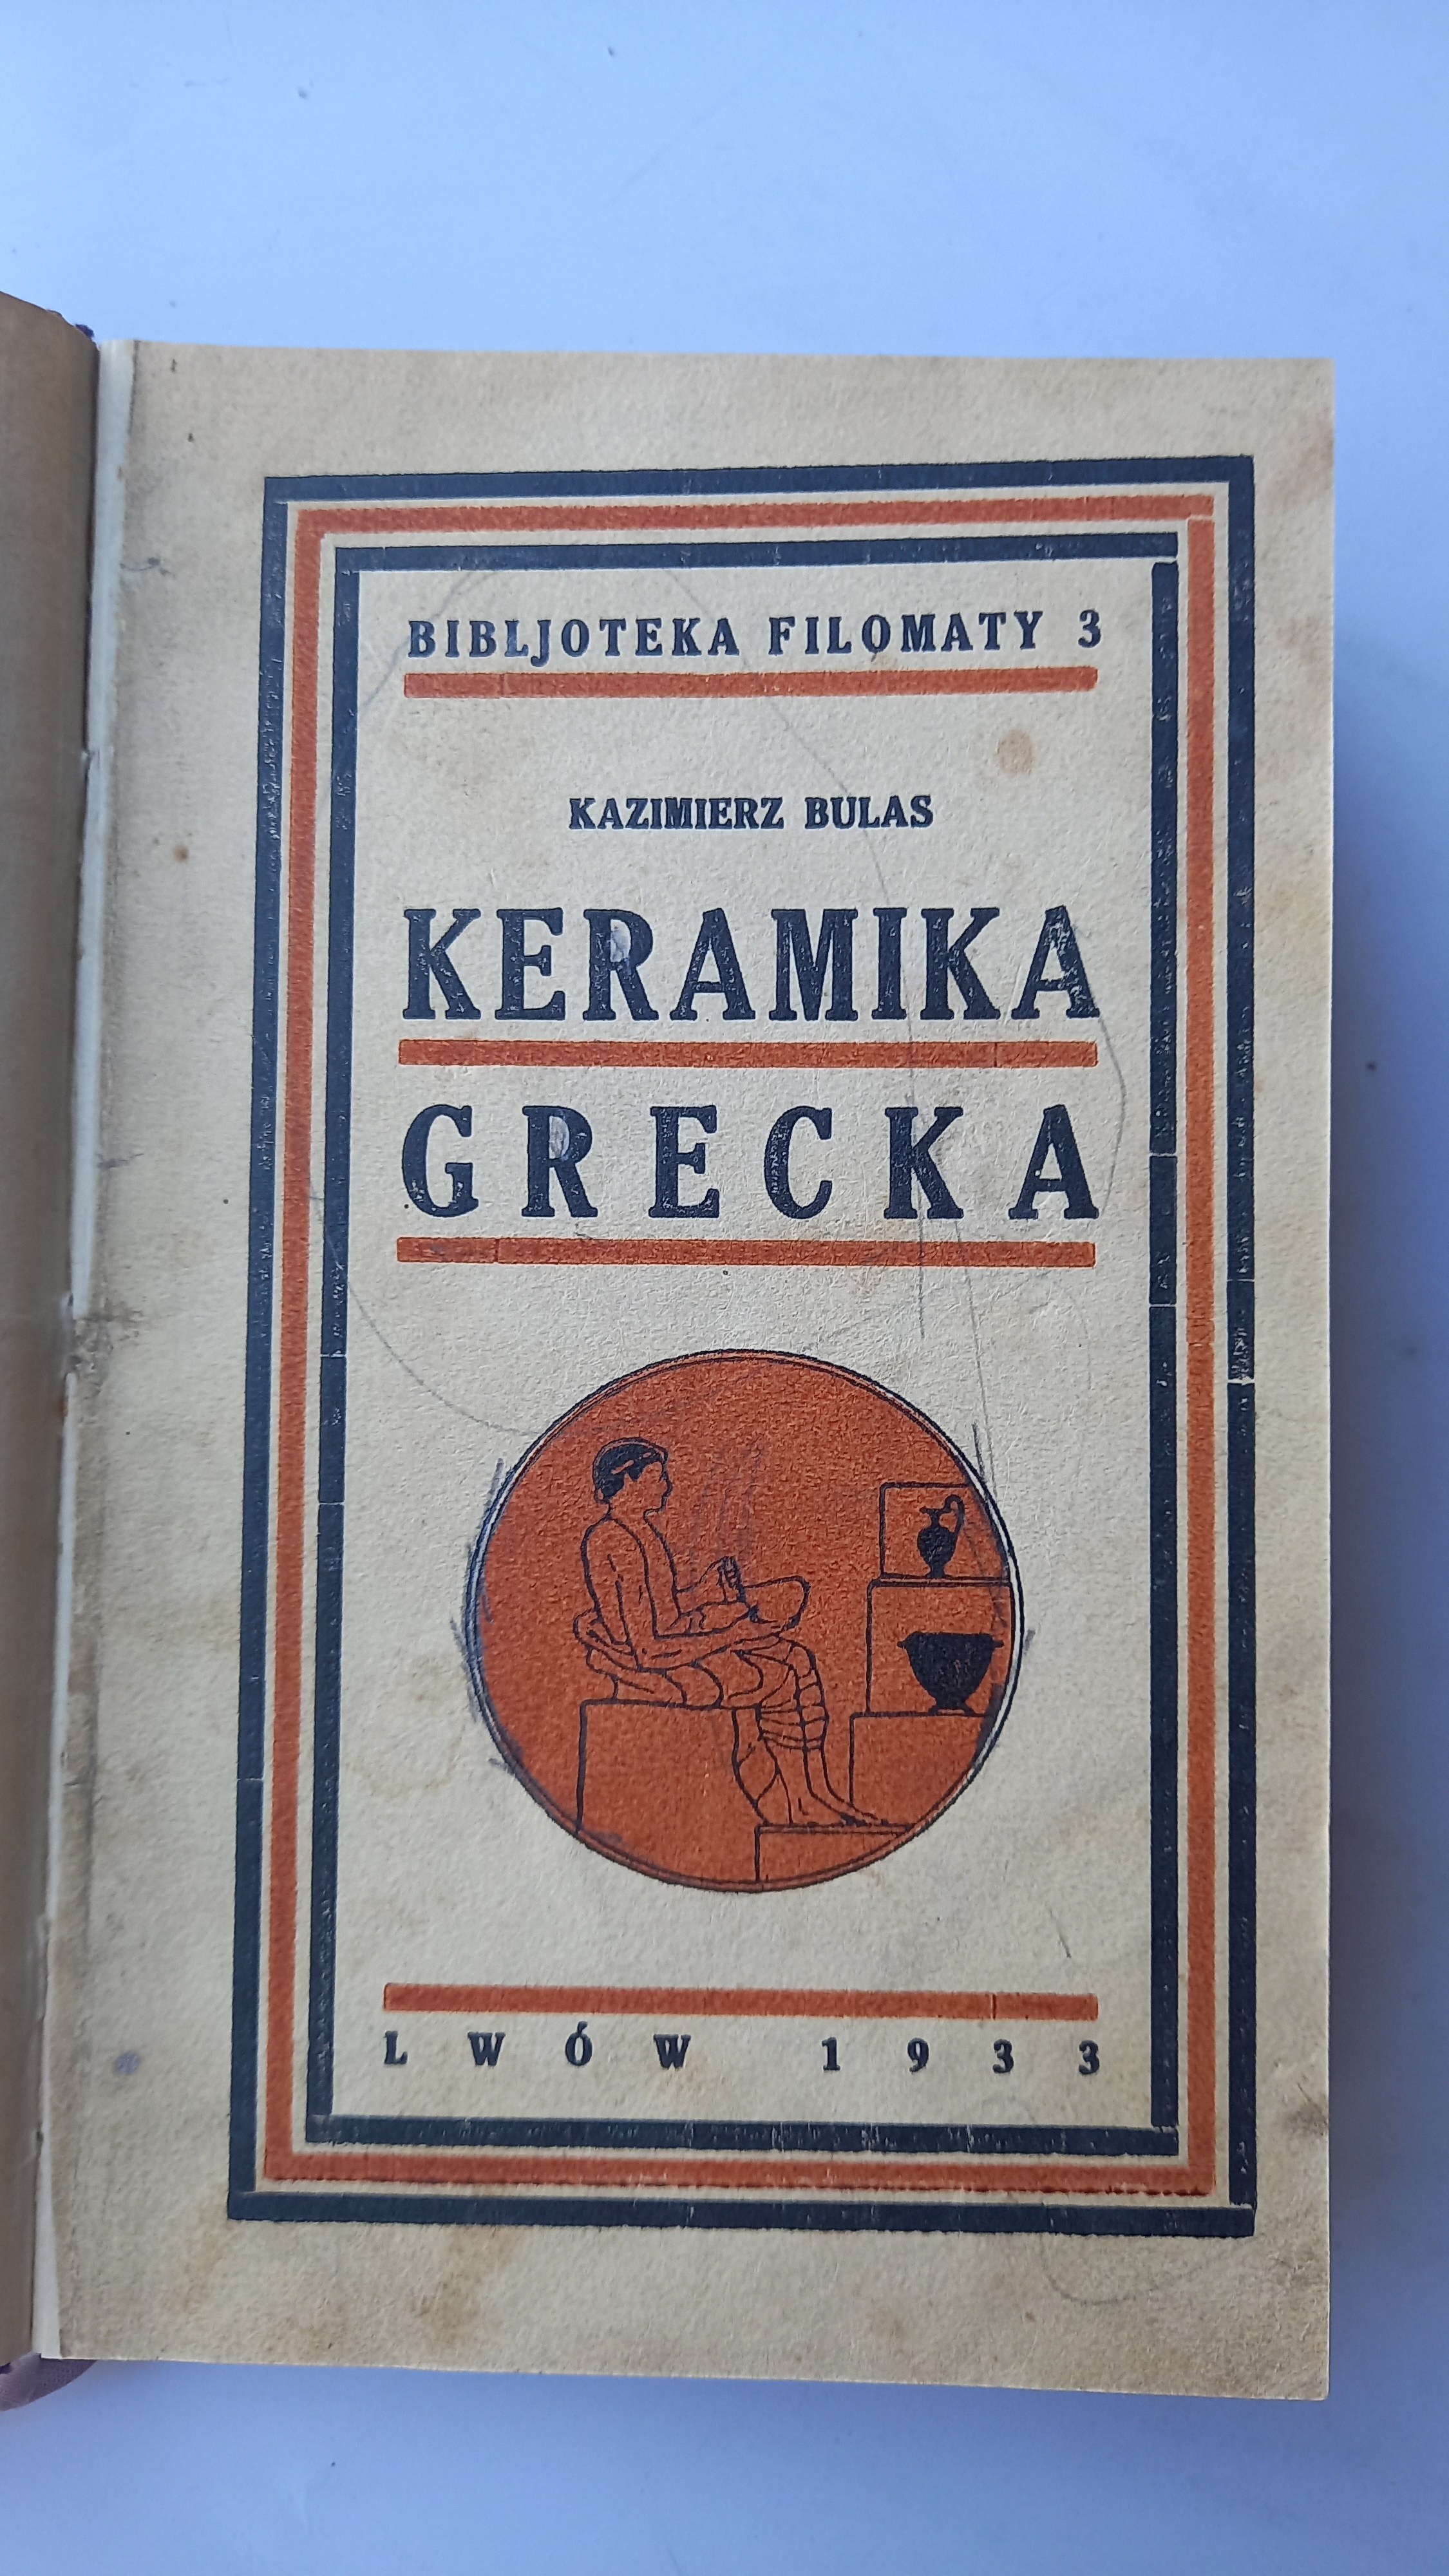 BIBLJOTEKA FILOMATY 3
KAZIMIERZ BULAS
KERAMIKA
GRECKA
LWÓW 1933